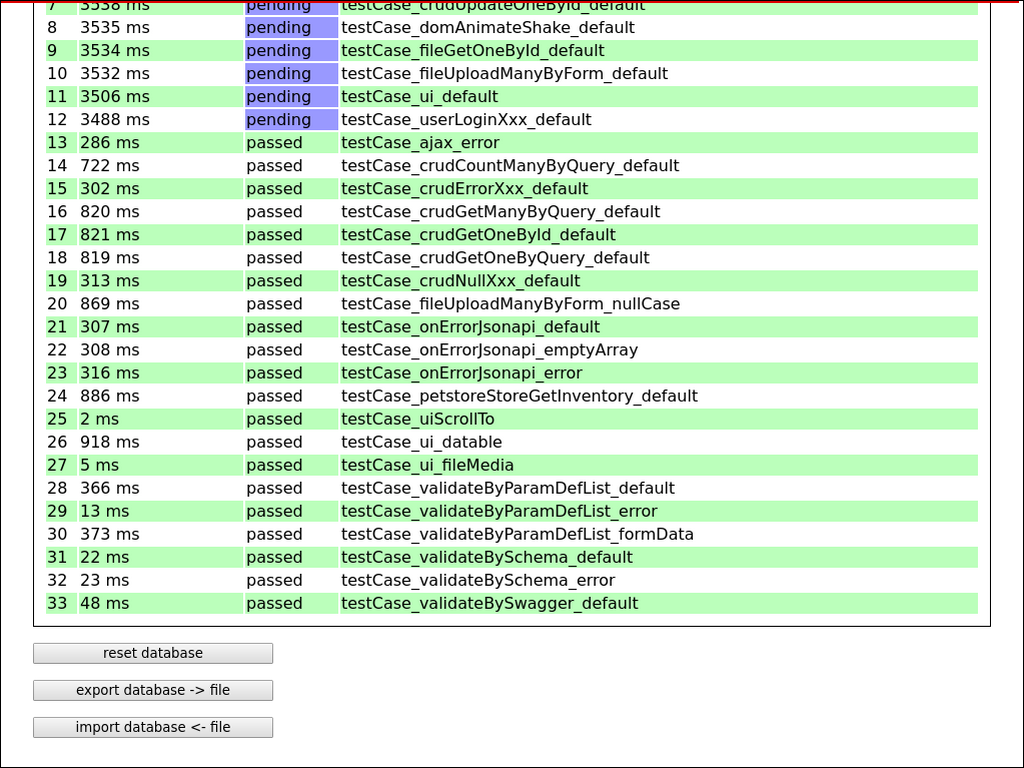 7 3538 ms pending testCase_crudUpdateOneById_default
8 3535 ms pending testCase_domAnimateShake_default
9 3534 ms pending testCase_fileGetOneById_default
10 3532 ms pending testCase_fileUploadManyByForm_default
11 3506 ms pending testCase_ui_default
12 3488 ms pending testCase_userLoginXxx_default
13 286 ms passed testCase_ajax_error
14 722 ms passed testCase_crudCountManyByQuery_default
15 302 ms passed testCase_crudErrorXxx_default
16 820 ms passed testCase_crudGetManyByQuery_default
17 821 ms passed testCase_crudGetOneById_default
18 819 ms passed testCase_crudGetOneByQuery_default
19 313 ms passed testCase_crudNullXxx_default
20 869 ms passed testCase_fileUploadManyByForm_nullCase
21 307 ms passed testCase_onErrorJsonapi_default
22 308 ms passed testCase_onErrorJsonapi_emptyArray
23 316 ms passed testCase_onErrorJsonapi_error
24 886 ms passed testCase_petstoreStoreGetInventory_default
25 2 ms passed testCase_uiScrollTo
26 918 ms passed testCase_ui_datable
27 5 ms passed testCase_ui_fileMedia
28 366 ms passed testCase_validateByParamDefList_default
29 13 ms passed testCase_validateByParamDefList_error
30 373 ms passed testCase_validateByParamDefList_formData
31 22 ms passed testCase_validateBySchema_default
32 23 ms passed testCase_validateBySchema_error
33 48 ms passed testCase_validateBySwagger_default
reset database
export database -> file
import database <- file